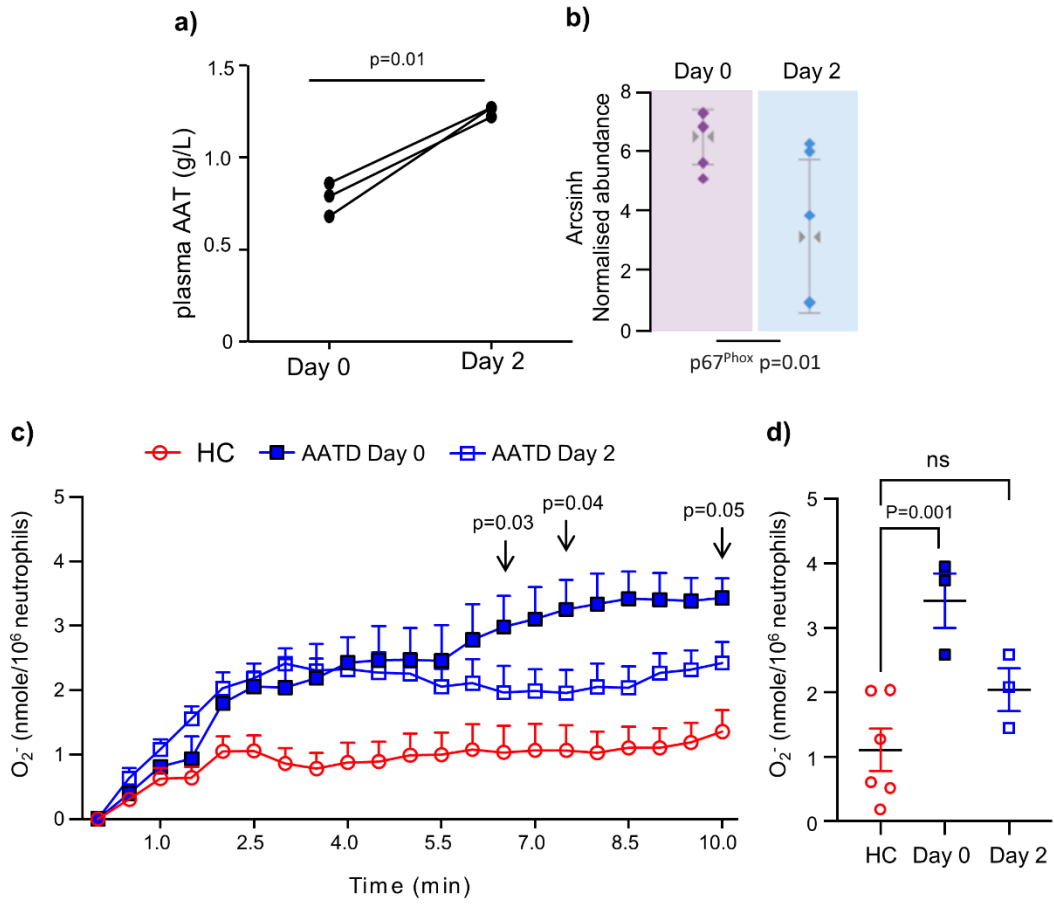 a)
p=0.01
1.5
1.0
0.5
0
plasma AAT (g/L)
Day 0
Day 2
b)
Day 0
Day 2
8
6
4
2
0
Arcsinh
Normalised abundance
p67Phox p=0.01
c)
HC
AATD Day 0
AATD Day 2
5
4
3
2
1
0
O2- (nmole/10^6 neutrophils)
p=0.03
p=0.04
p=0.05
1.0
2.5
4.0
5.5
7.0
8.5
10.0
Time (min)
d)
ns
P=0.001
5
4
3
2
1
0
O2- (nmole/10^6 neutrophils)
HC
Day 0
Day 2